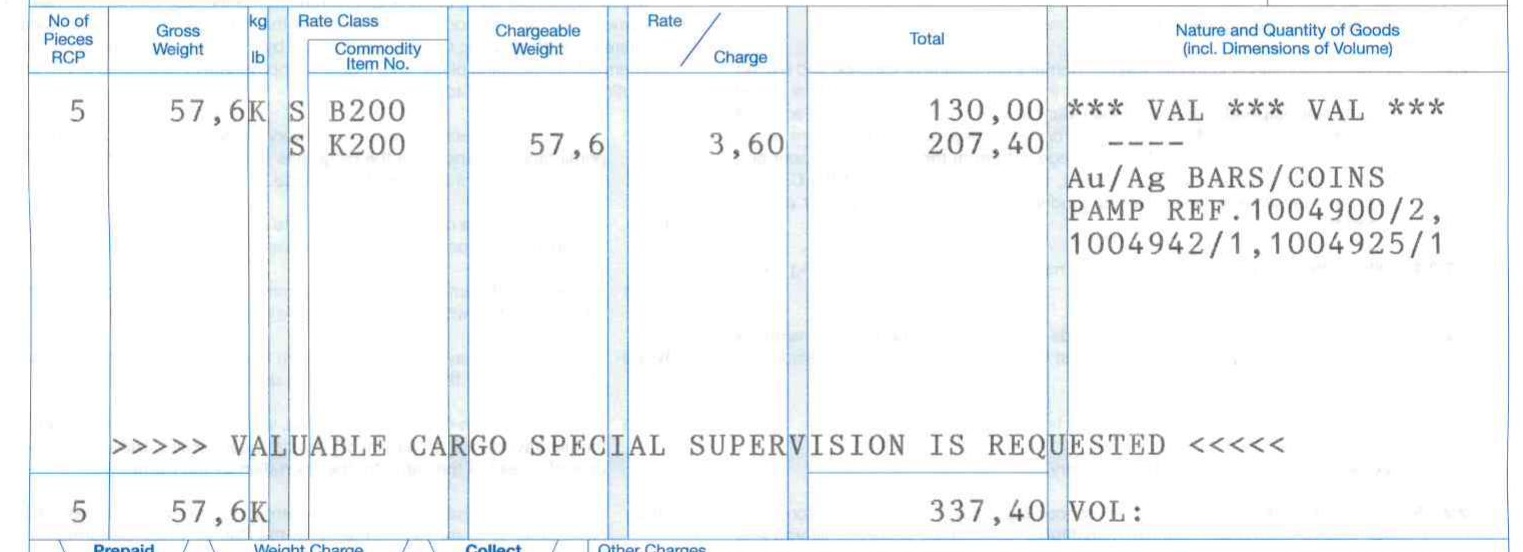 No of Pieces RCP
Gross Weight
kg lb
Rate Class
Commodity Item No.
Chargeable Weight
Rate / Charge
Total
Nature and Quantity of Goods
(incl. Dimensions of Volume)
5 57,6K S B200 130,00 *** VAL *** VAL ***
S K200 57,6 3,60 207,40 ----
Au/Ag BARS/COINS
PAMP REF.1004900/2,
1004942/1,1004925/1
>>>>> VALUABLE CARGO SPECIAL SUPERVISION IS REQUESTED <<<<<
5 57,6K 337,40 VOL:
Prepaid Weight Charge Collect Other Charges